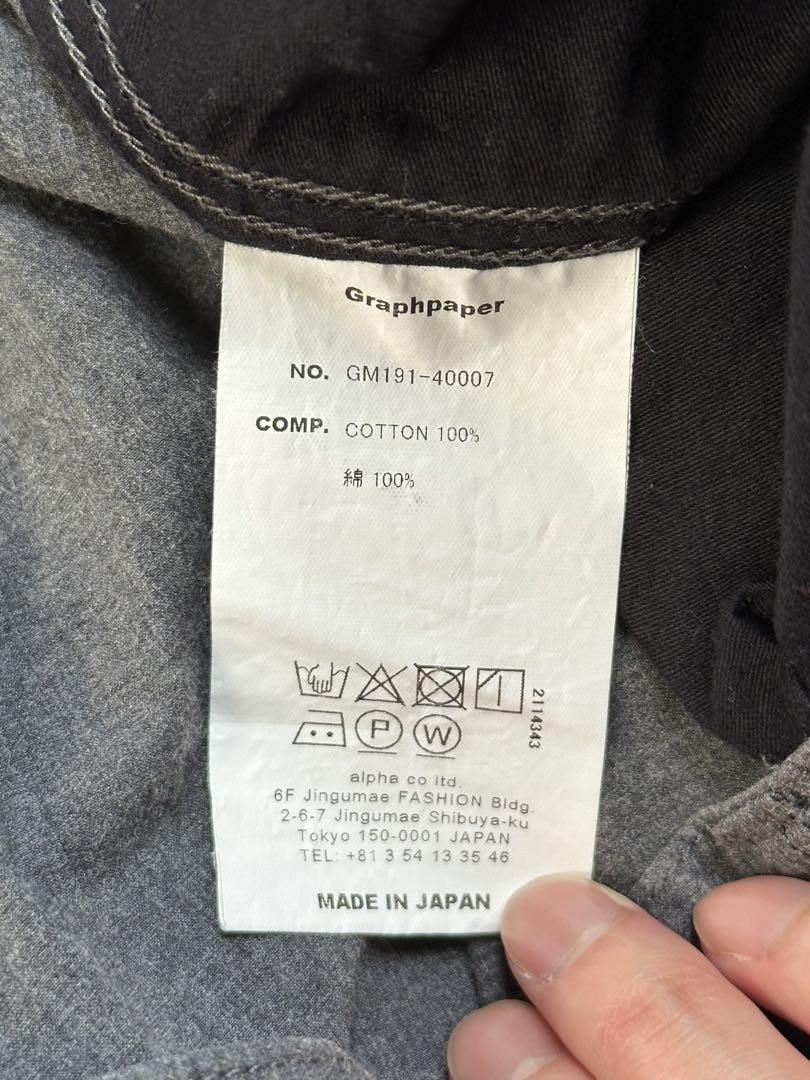 Graphpaper
NO. GM191-40007
COMP. COTTON 100%
綿 100%
2114343
P W
alpha co ltd.
6F Jingumae FASHION Bldg.
2-6-7 Jingumae Shibuya-ku
Tokyo 150-0001 JAPAN
TEL: +81 3 54 13 35 46
MADE IN JAPAN